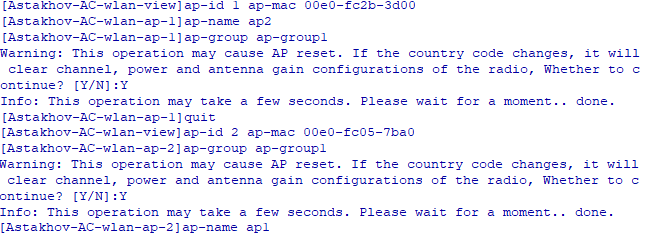 [Astakhov-AC-wlan-view]ap-id 1 ap-mac 00e0-fc2b-3d00
[Astakhov-AC-wlan-ap-1]ap-name ap2
[Astakhov-AC-wlan-ap-1]ap-group ap-group1
Warning: This operation may cause AP reset. If the country code changes, it will
clear channel, power and antenna gain configurations of the radio, Whether to c
ontinue? [Y/N]:Y
Info: This operation may take a few seconds. Please wait for a moment.. done.
[Astakhov-AC-wlan-ap-1]quit
[Astakhov-AC-wlan-view]ap-id 2 ap-mac 00e0-fc05-7ba0
[Astakhov-AC-wlan-ap-2]ap-group ap-group1
Warning: This operation may cause AP reset. If the country code changes, it will
clear channel, power and antenna gain configurations of the radio, Whether to c
ontinue? [Y/N]:Y
Info: This operation may take a few seconds. Please wait for a moment.. done.
[Astakhov-AC-wlan-ap-2]ap-name ap1